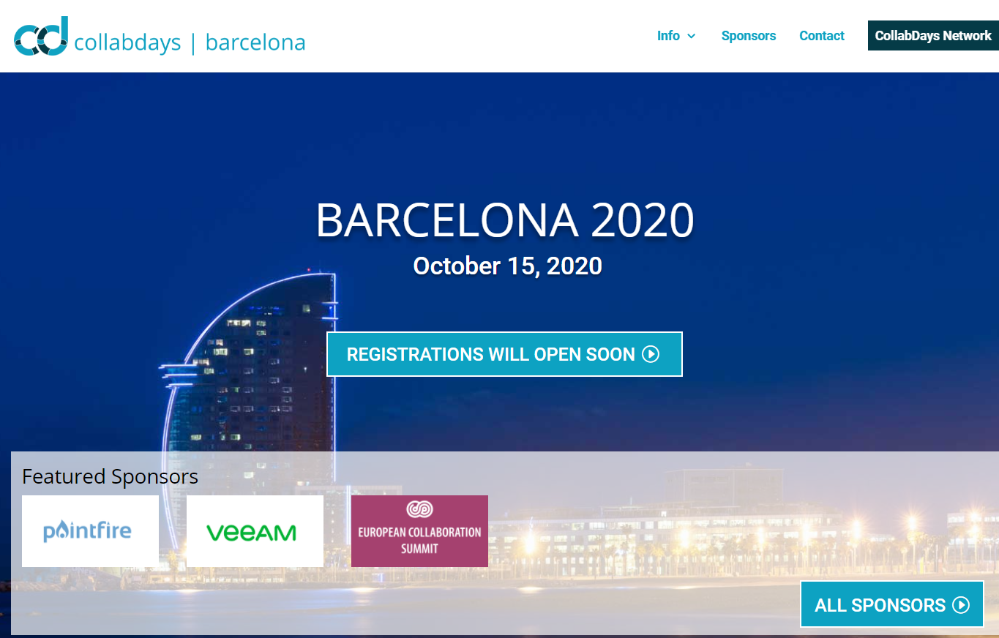 cd collabdays | barcelona
Info
Sponsors
Contact
CollabDays Network
BARCELONA 2020
October 15, 2020
REGISTRATIONS WILL OPEN SOON
Featured Sponsors
pointfire
veeAM
EUROPEAN COLLABORATION
SUMMIT
ALL SPONSORS